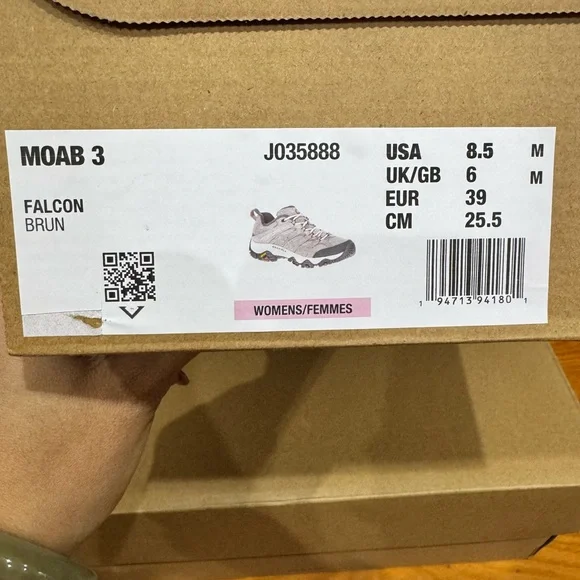 MOAB 3
J035888
FALCON
BRUN
WOMENS/FEMMES
USA 8.5 M
UK/GB 6 M
EUR 39
CM 25.5
1 94713 94180 1